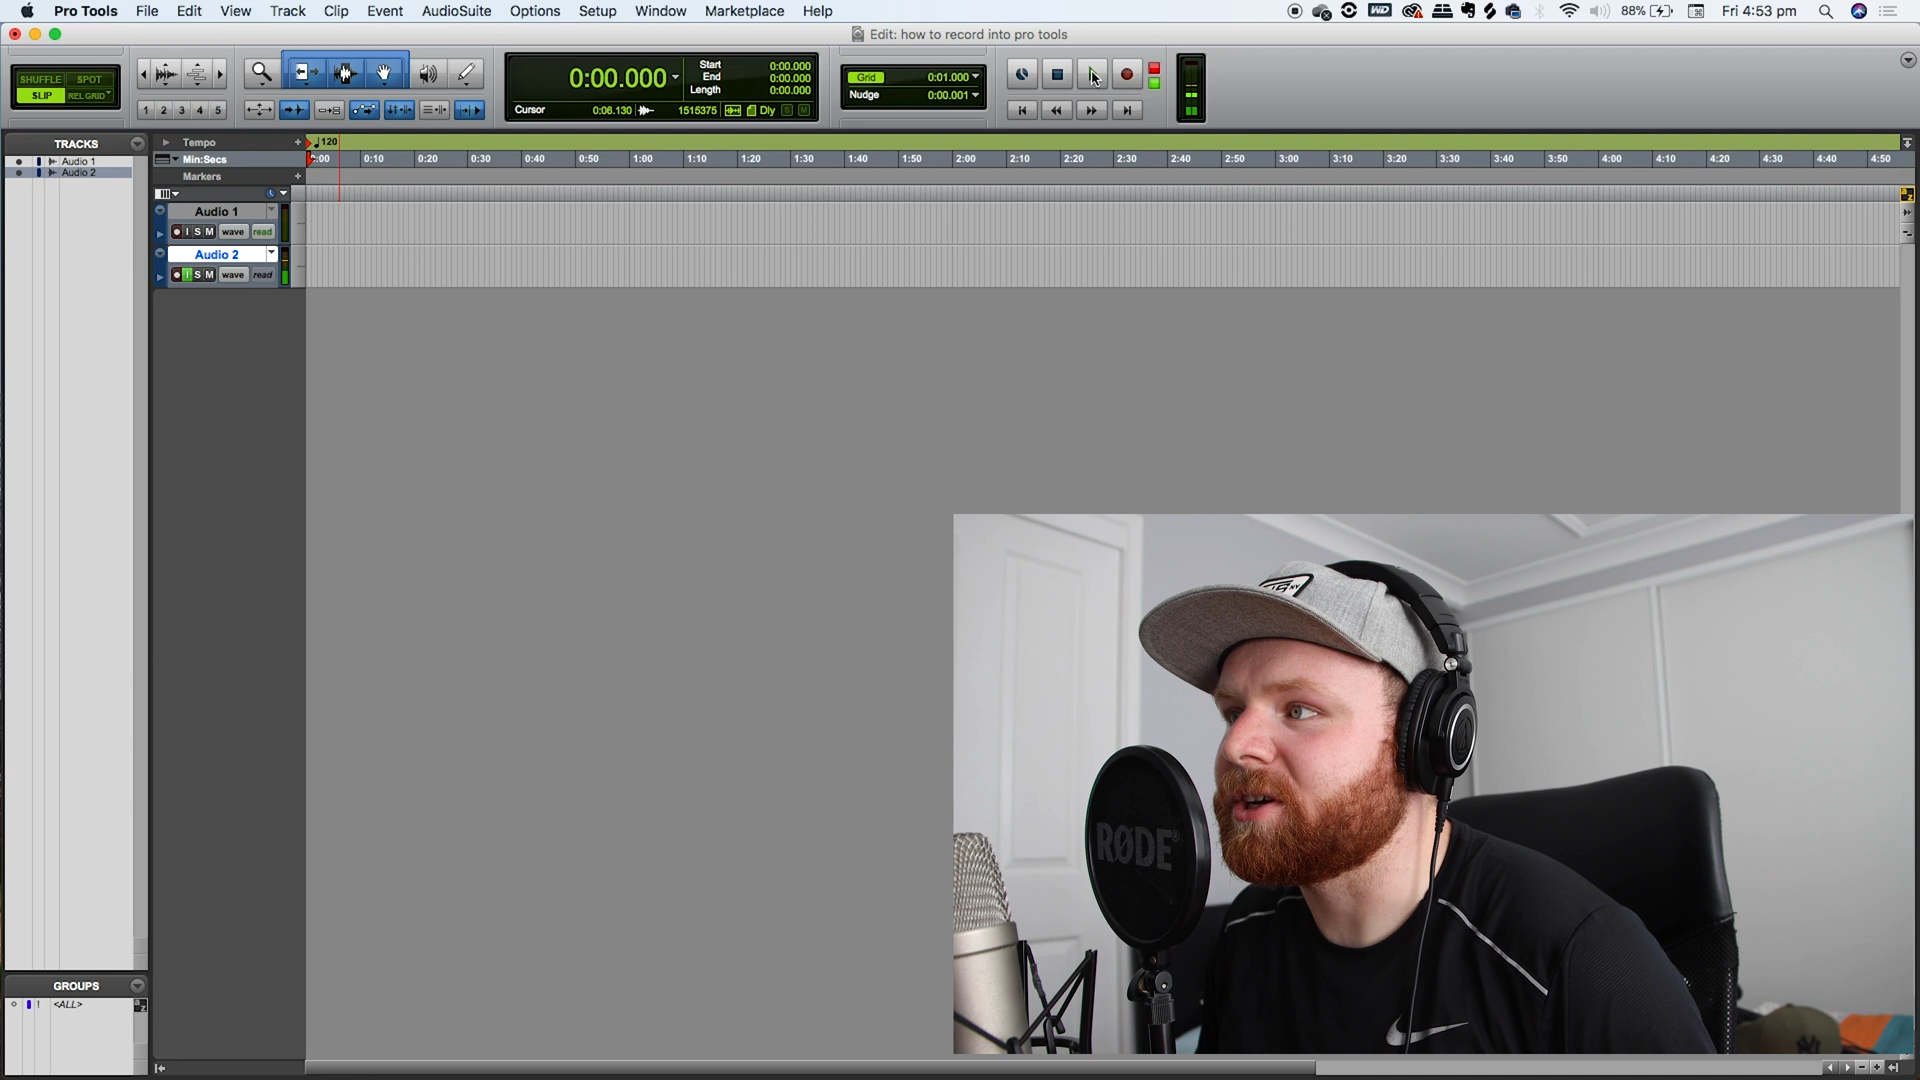 Pro Tools File Edit View Track Clip Event AudioSuite Options Setup Window Marketplace Help
WD 88% Fri 4:53 pm
Edit: how to record into pro tools
SHUFFLE SPOT
SLIP REL GRID
1 2 3 4 5
0:00.000
Start 0:00.000
End 0:00.000
Length 0:00.000
Cursor 0:06.130 1515375 Dly S M
Grid 0:01.000
Nudge 0:00.001
TRACKS
Audio 1
Audio 2
Tempo + 120
Min:Secs 0:00 0:10 0:20 0:30 0:40 0:50 1:00 1:10 1:20 1:30 1:40 1:50 2:00 2:10 2:20 2:30 2:40 2:50 3:00 3:10 3:20 3:30 3:40 3:50 4:00 4:10 4:20 4:30 4:40 4:50
Markers +
Audio 1
I S M wave read
Audio 2
I S M wave read
a z
GROUPS
! <ALL>
a z
RØDE
NY